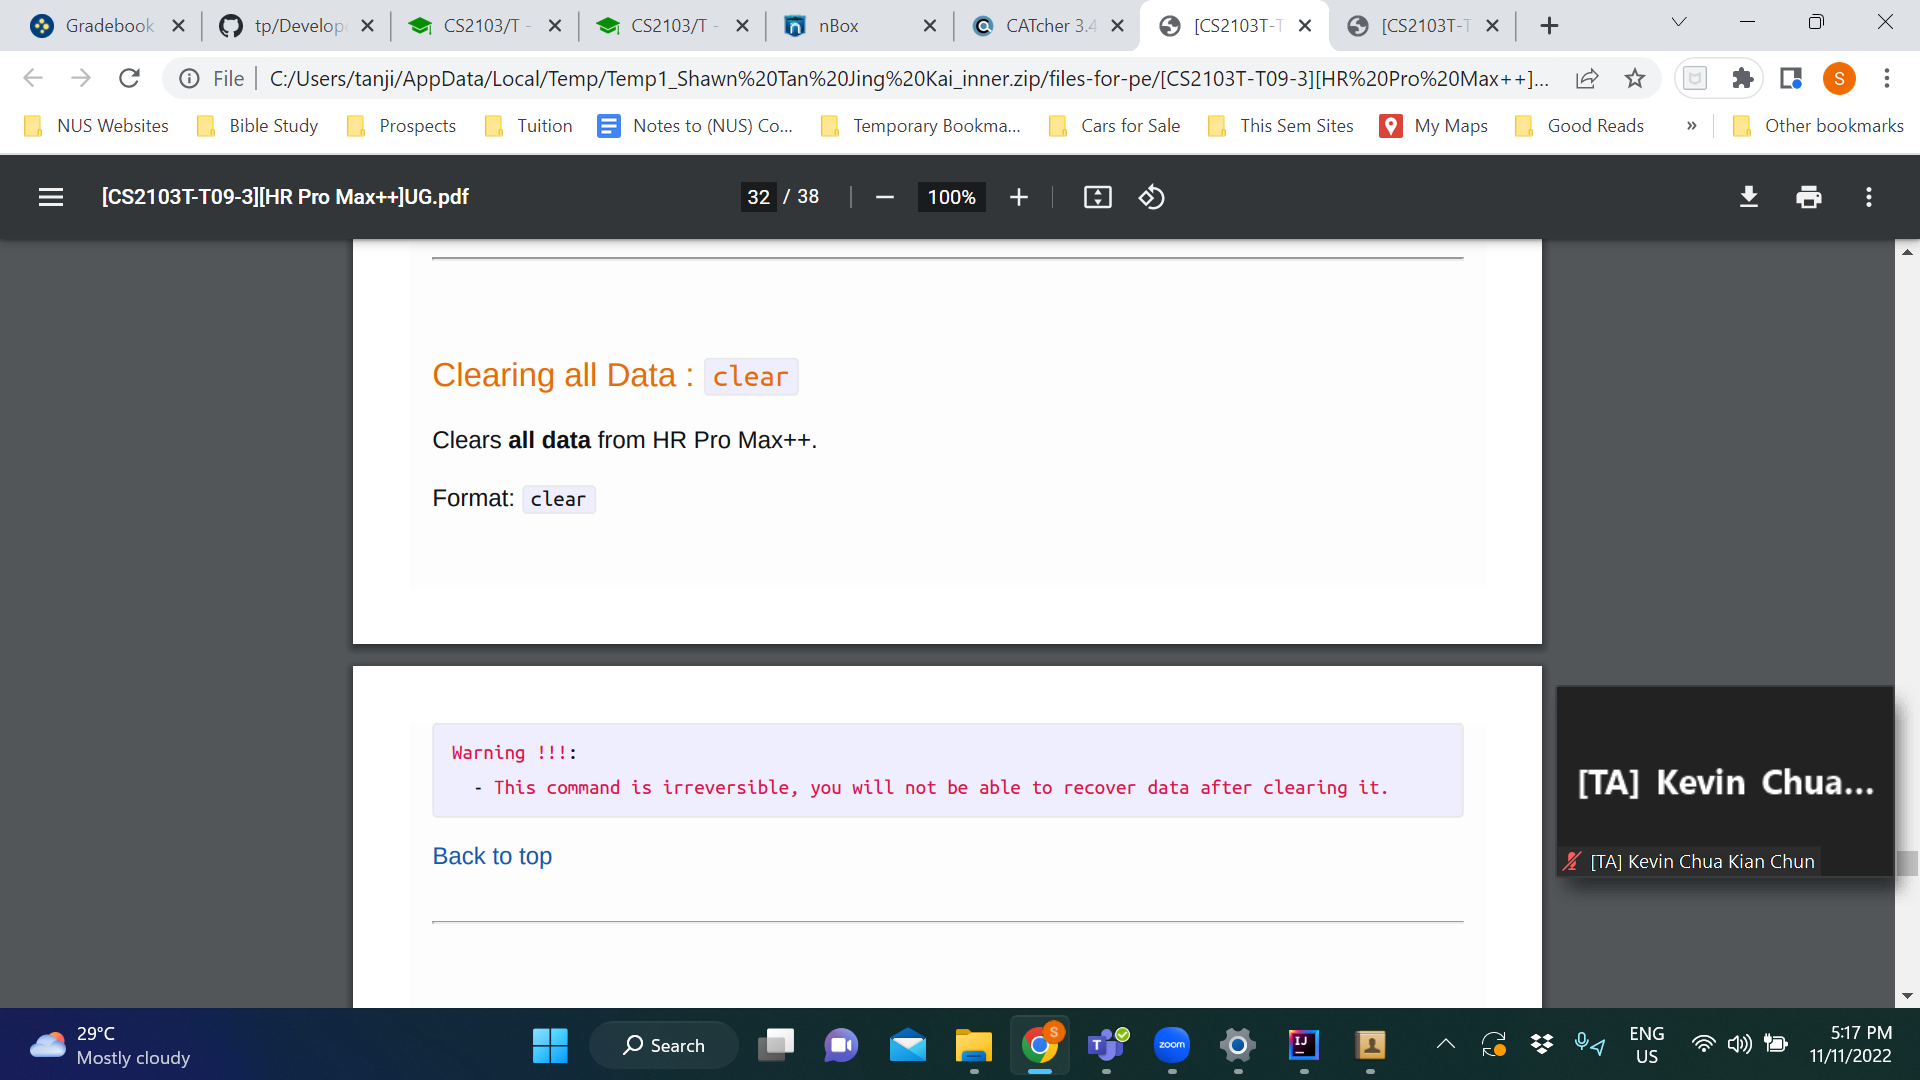 Gradebook
tp/Develop
CS2103/T -
CS2103/T -
nBox
CATcher 3.4
[CS2103T-T
[CS2103T-T
File
C:/Users/tanji/AppData/Local/Temp/Temp1_Shawn%20Tan%20Jing%20Kai_inner.zip/files-for-pe/[CS2103T-T09-3][HR%20Pro%20Max++]...
S
NUS Websites
Bible Study
Prospects
Tuition
Notes to (NUS) Co...
Temporary Bookma...
Cars for Sale
This Sem Sites
My Maps
Good Reads
»
Other bookmarks
[CS2103T-T09-3][HR Pro Max++]UG.pdf
32 / 38
100%
Clearing all Data : clear
Clears all data from HR Pro Max++.
Format: clear
Warning !!!:
- This command is irreversible, you will not be able to recover data after clearing it.
Back to top
[TA] Kevin Chua...
[TA] Kevin Chua Kian Chun
29°C
Mostly cloudy
Search
S
T
zoom
IJ
ENG
US
5:17 PM
11/11/2022